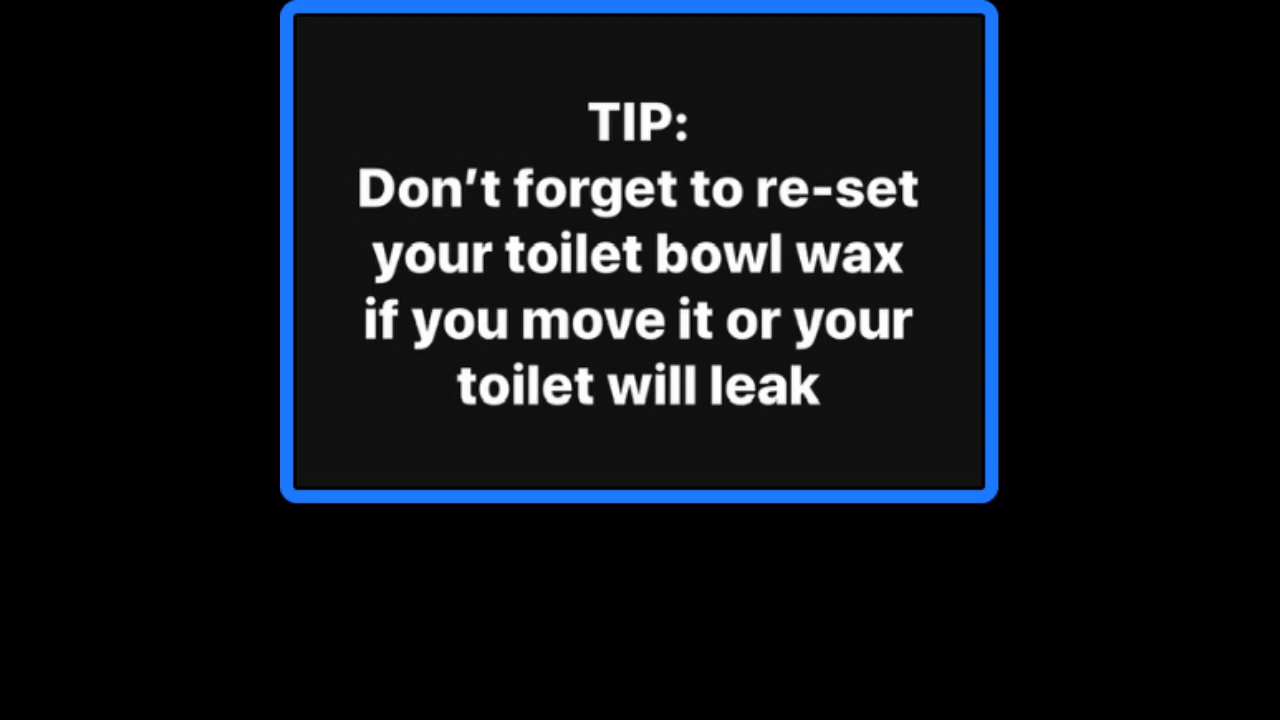 TIP:
Don’t forget to re-set
your toilet bowl wax
if you move it or your
toilet will leak